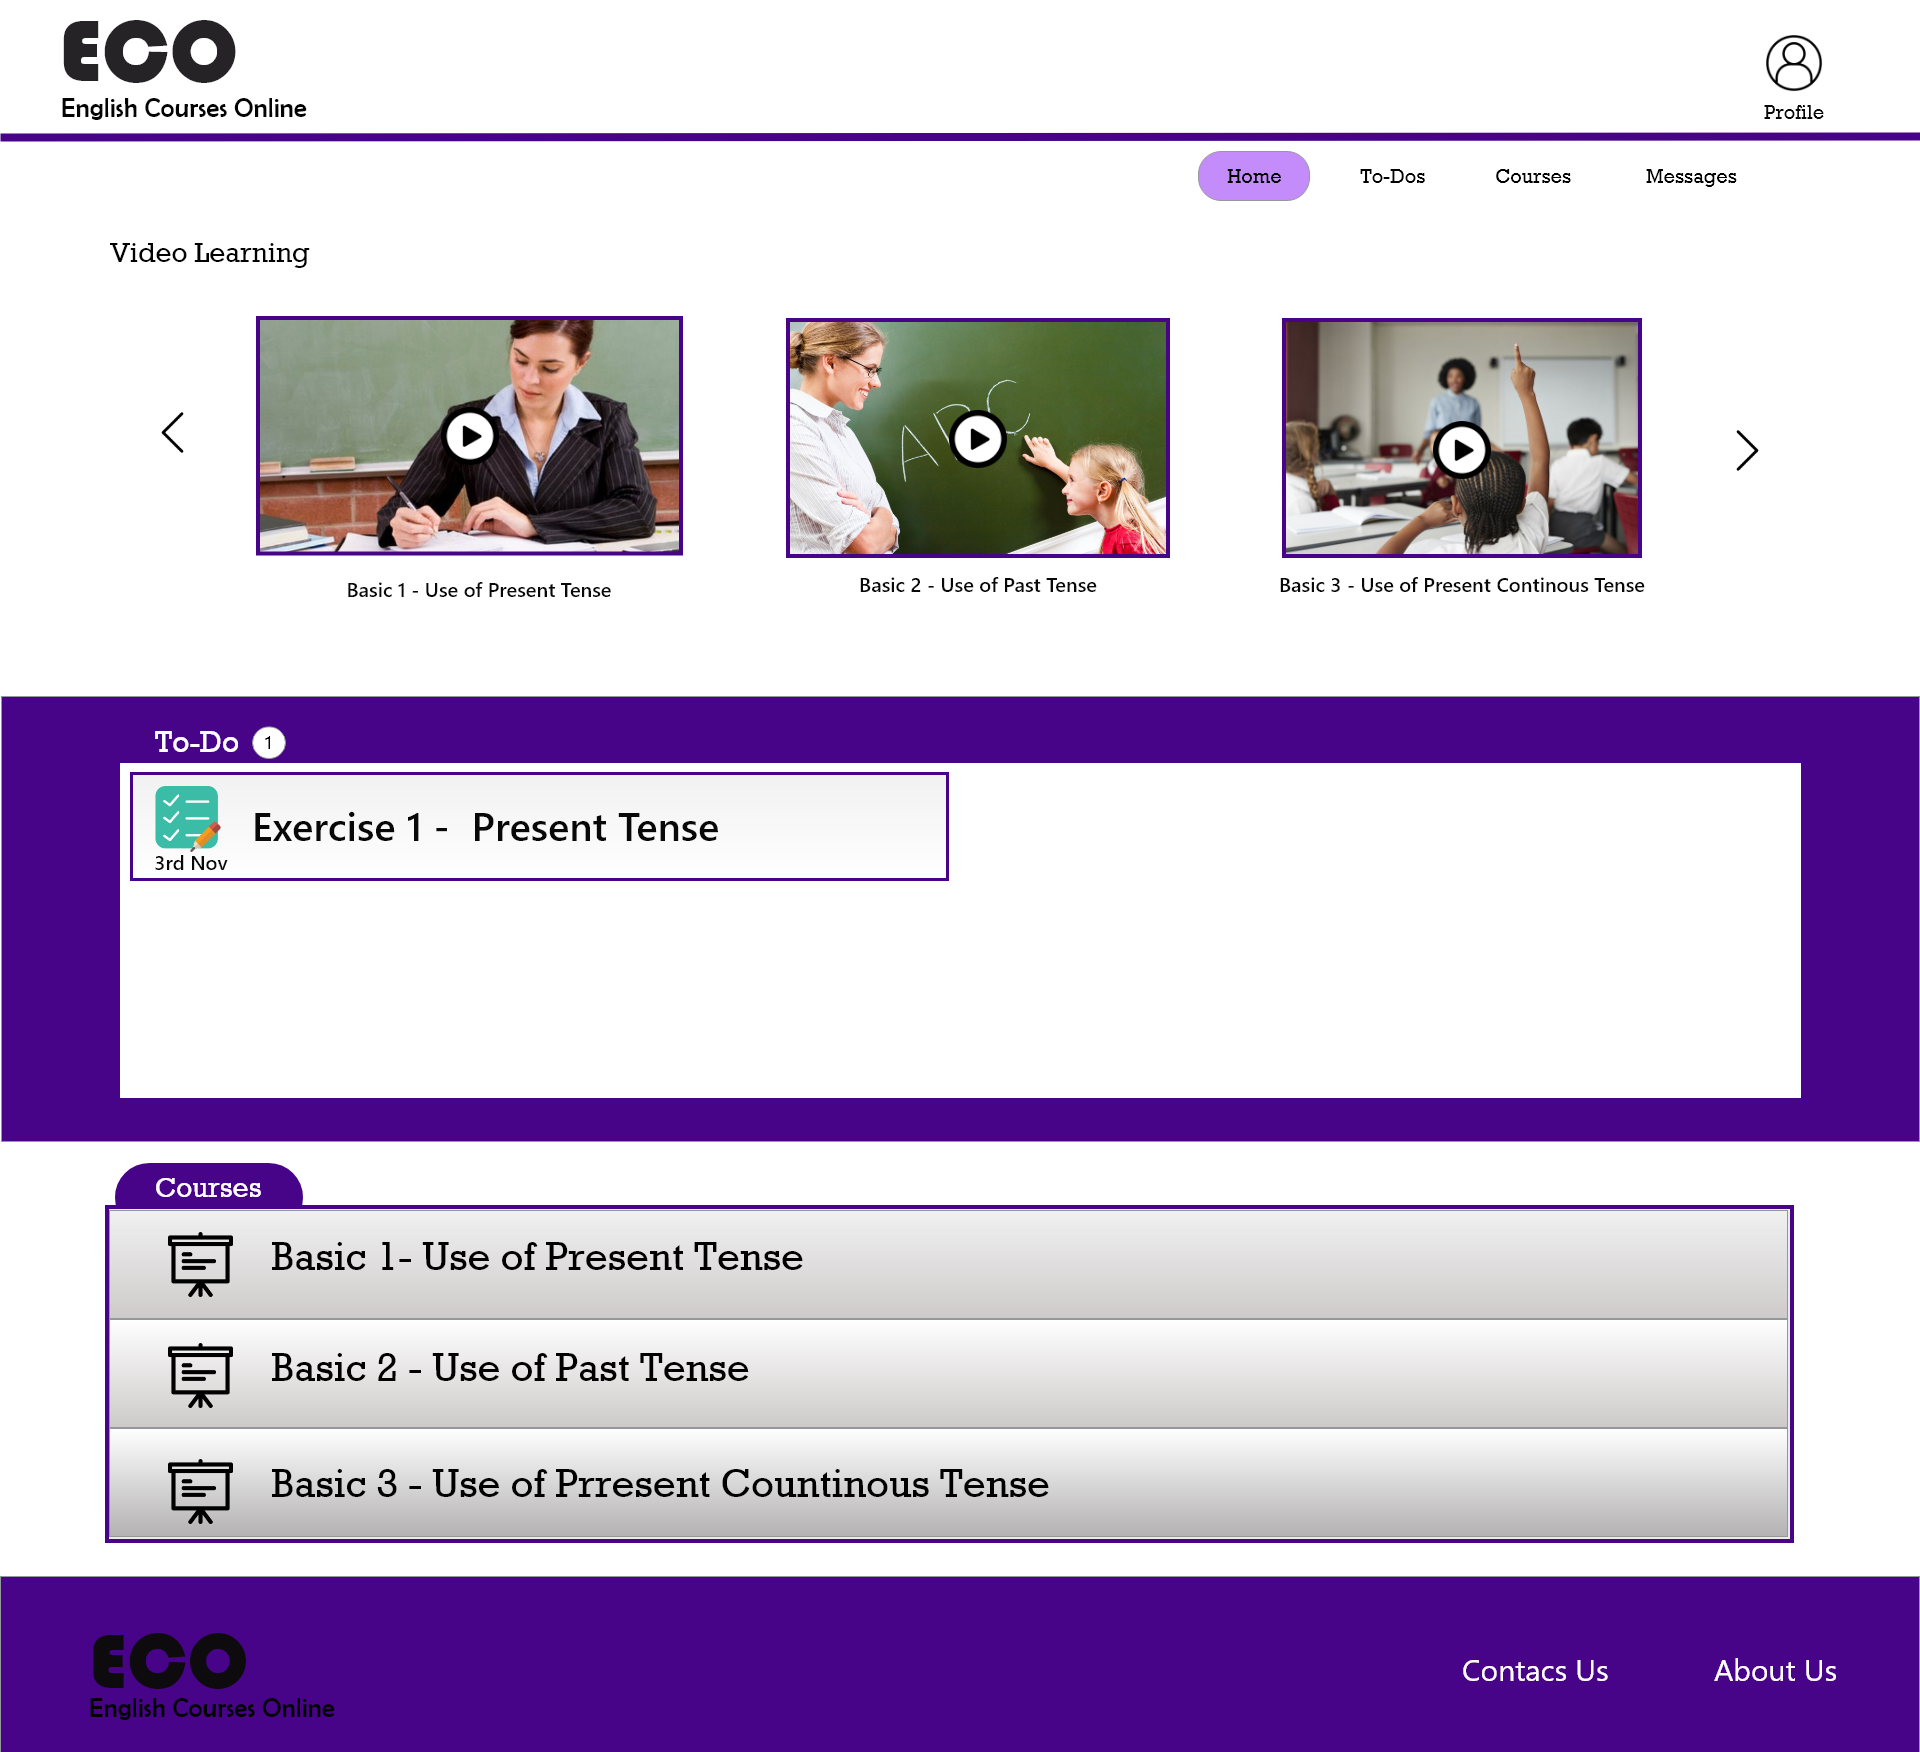 ECO
English Courses Online
Profile
Home To-Dos Courses Messages
Video Learning
ABC
Basic 1 - Use of Present Tense
Basic 2 - Use of Past Tense
Basic 3 - Use of Present Continous Tense
To-Do 1
Exercise 1 - Present Tense
3rd Nov
Courses
Basic 1- Use of Present Tense
Basic 2 - Use of Past Tense
Basic 3 - Use of Prresent Countinous Tense
ECO
English Courses Online
Contacs Us About Us